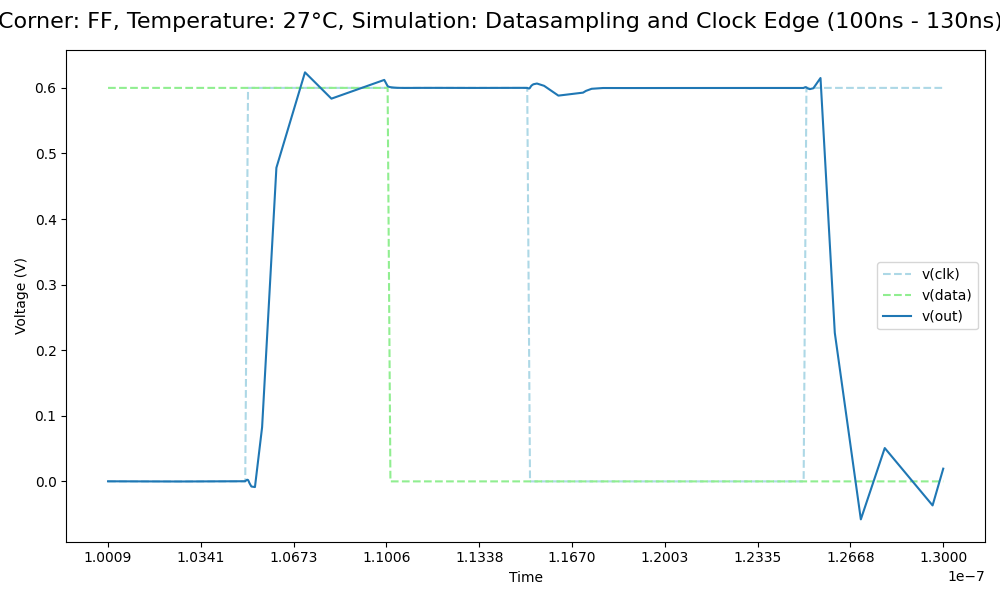 Corner: FF, Temperature: 27°C, Simulation: Datasampling and Clock Edge (100ns - 130ns)
0.6
0.5
0.4
0.3
0.2
0.1
0.0
Voltage (V)
v(clk)
v(data)
v(out)
1.0009 1.0341 1.0673 1.1006 1.1338 1.1670 1.2003 1.2335 1.2668 1.3000
1e−7
Time